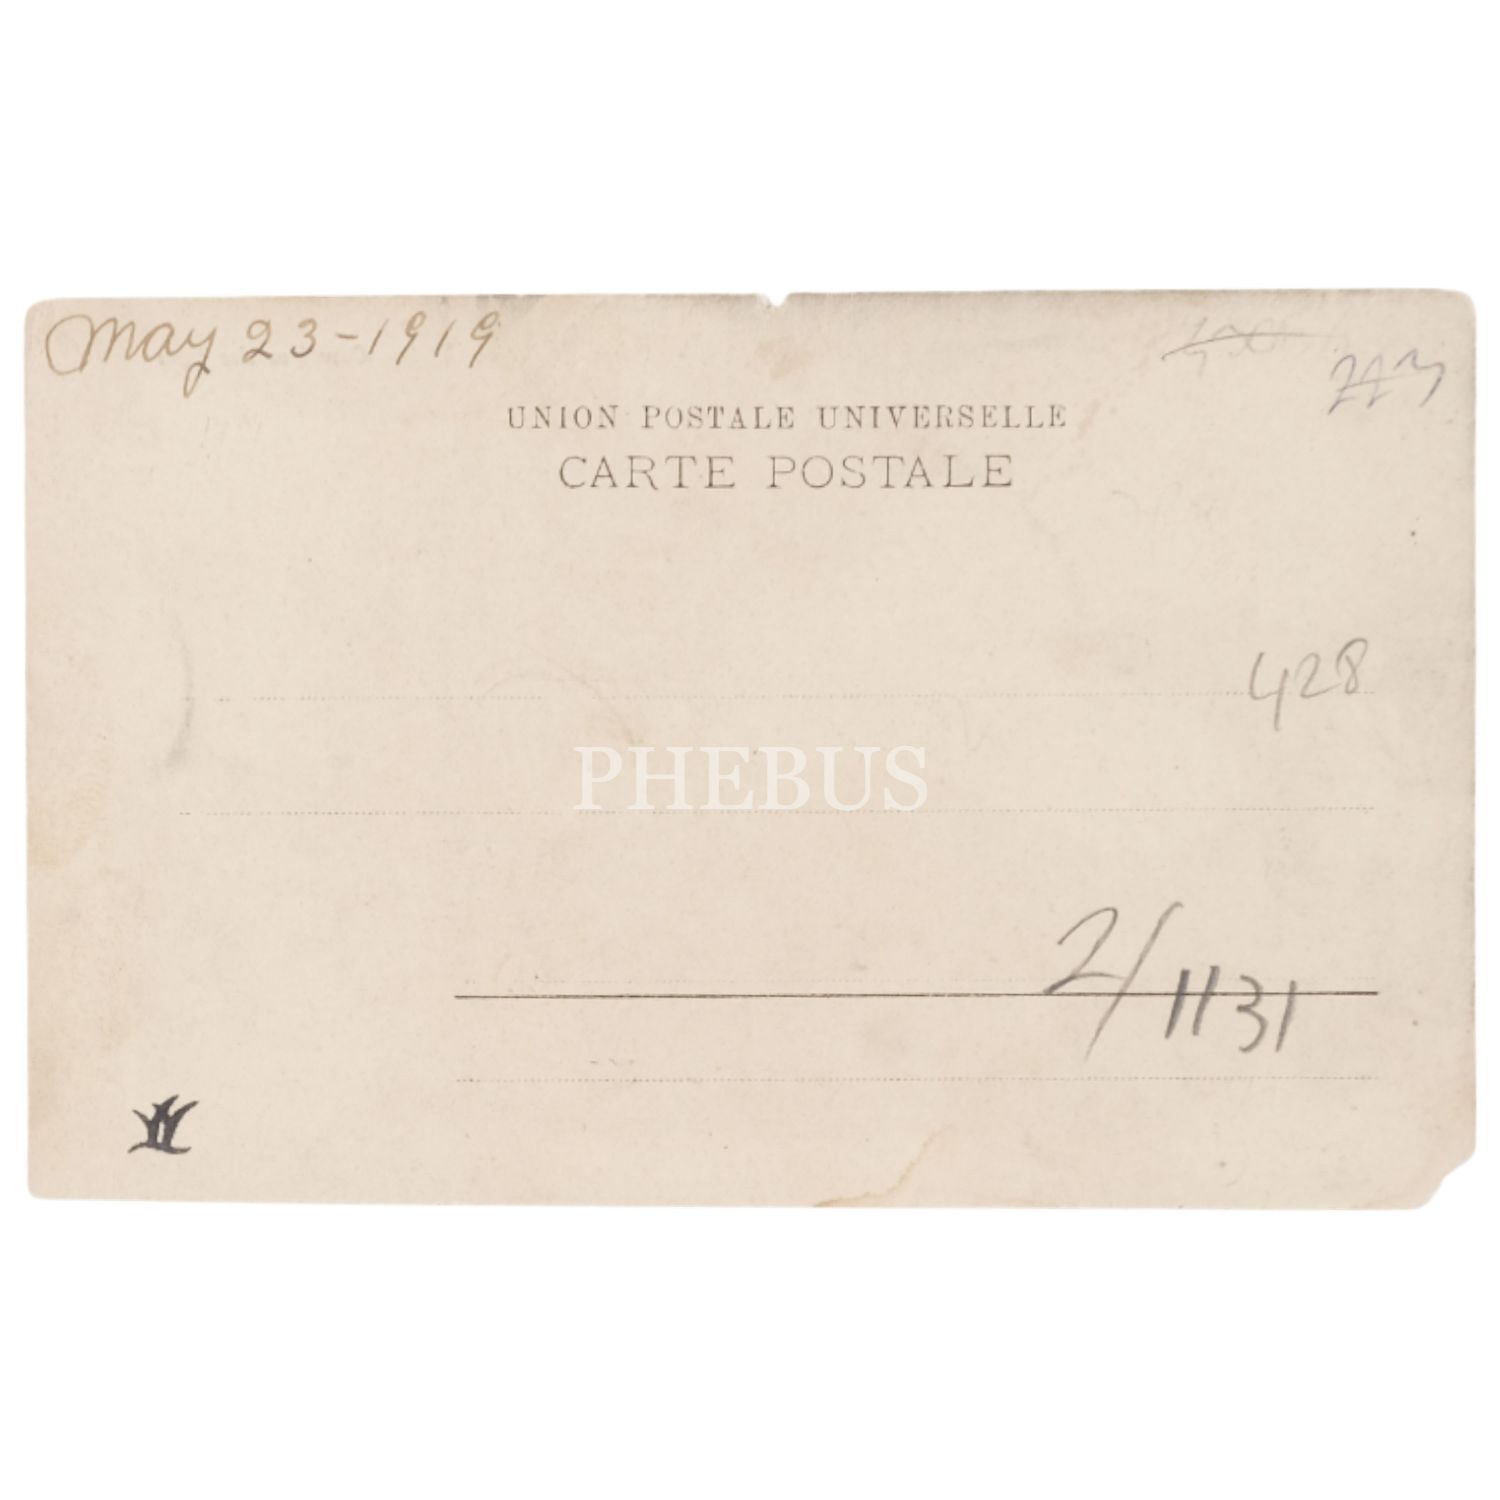 May 23-1919
UNION POSTALE UNIVERSELLE
CARTE POSTALE
428
PHEBUS
2/1131